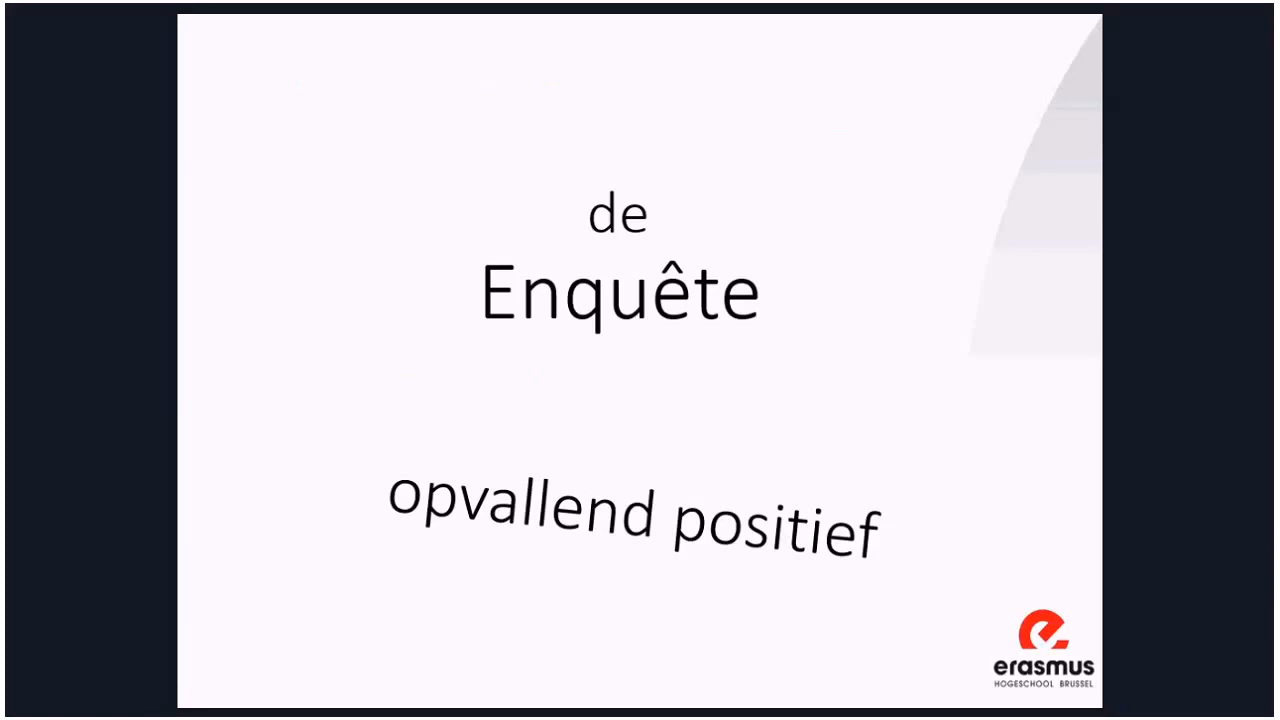 de
Enquête
opvallend positief
erasmus
HOGESCHOOL BRUSSEL